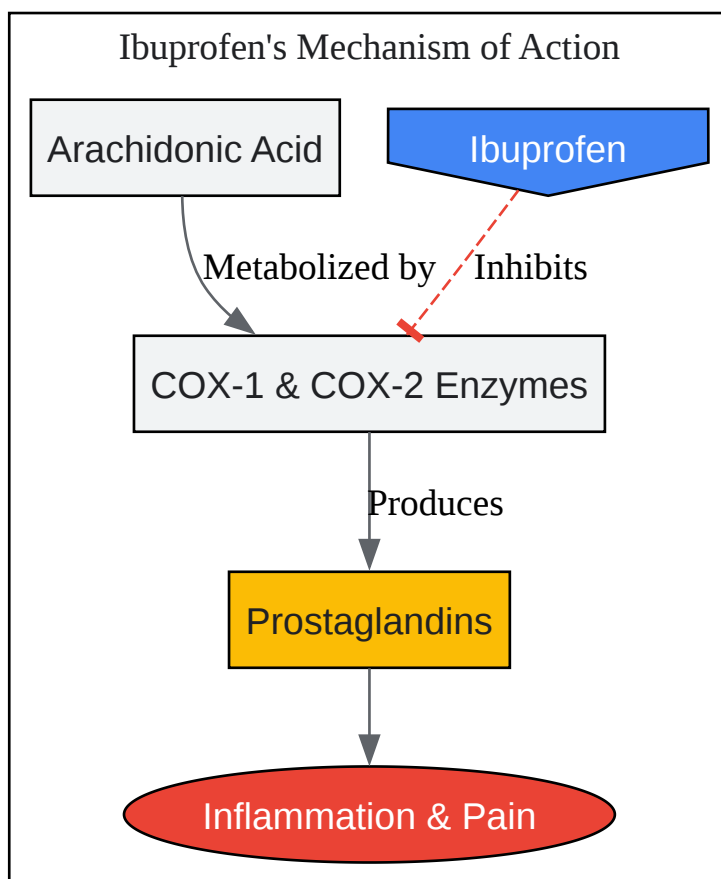 Ibuprofen's Mechanism of Action
Arachidonic Acid
Ibuprofen
Metabolized by
Inhibits
COX-1 & COX-2 Enzymes
Produces
Prostaglandins
Inflammation & Pain